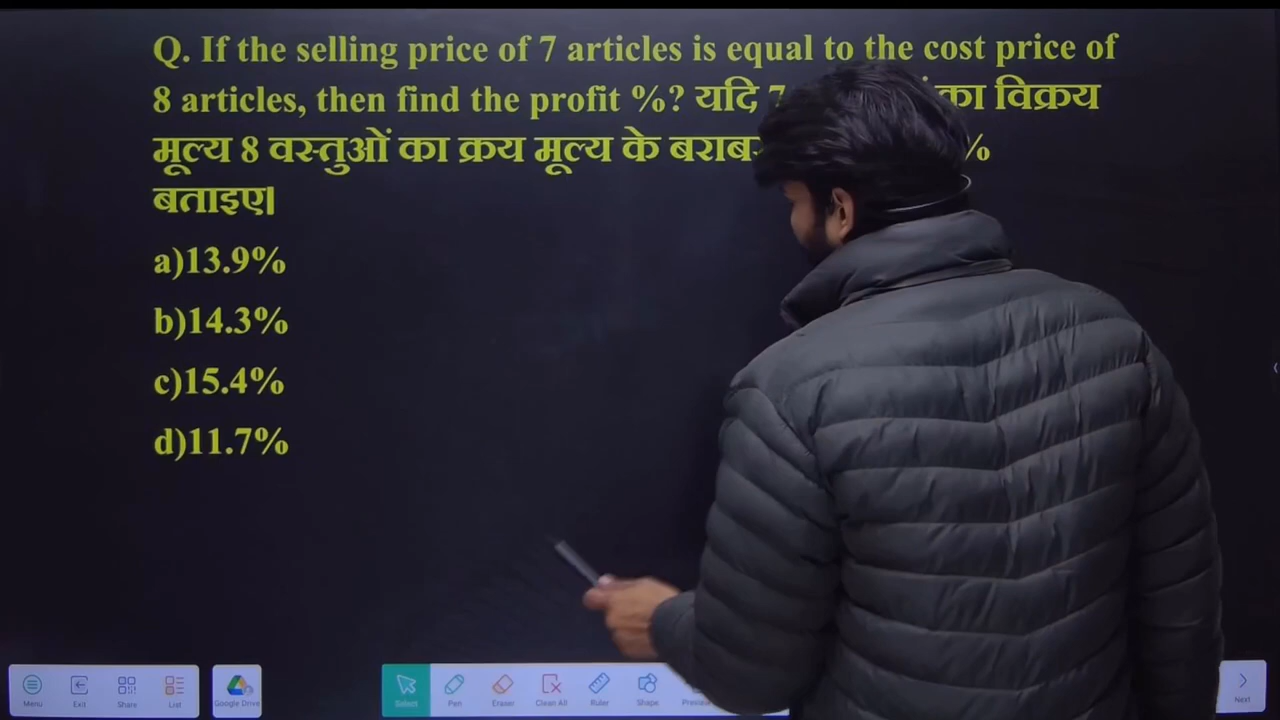 Q. If the selling price of 7 articles is equal to the cost price of
8 articles, then find the profit %? यदि 7 का विक्रय
मूल्य 8 वस्तुओं का क्रय मूल्य के %
बताइए।
a)13.9%
b)14.3%
c)15.4%
d)11.7%
Menu
Exit
Share
List
Google Drive
Select
Pen
Eraser
Clean All
Ruler
Shape
Next